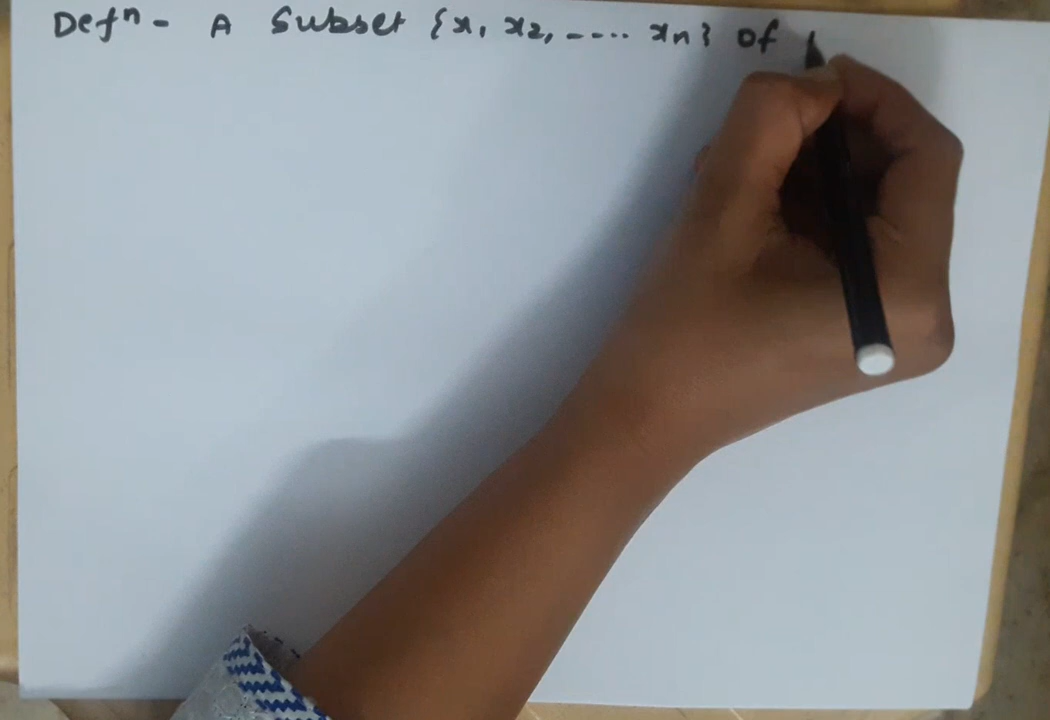 Defⁿ- A Subset {x₁ x₂, ---.. xₙ} of